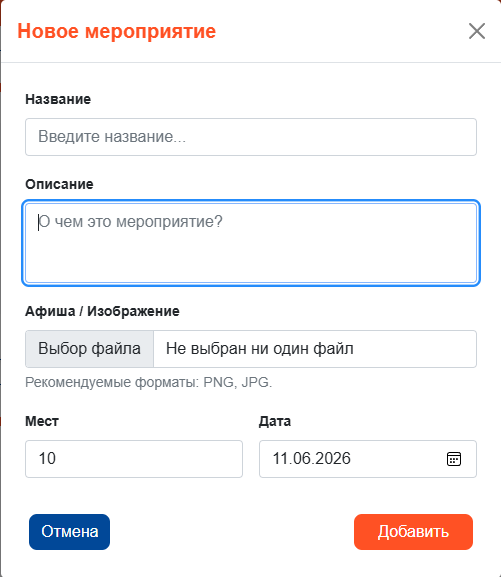 Новое мероприятие
Название
Введите название...
Описание
О чем это мероприятие?
Афиша / Изображение
Выбор файла Не выбран ни один файл
Рекомендуемые форматы: PNG, JPG.
Мест Дата
10 11.06.2026
Отмена Добавить